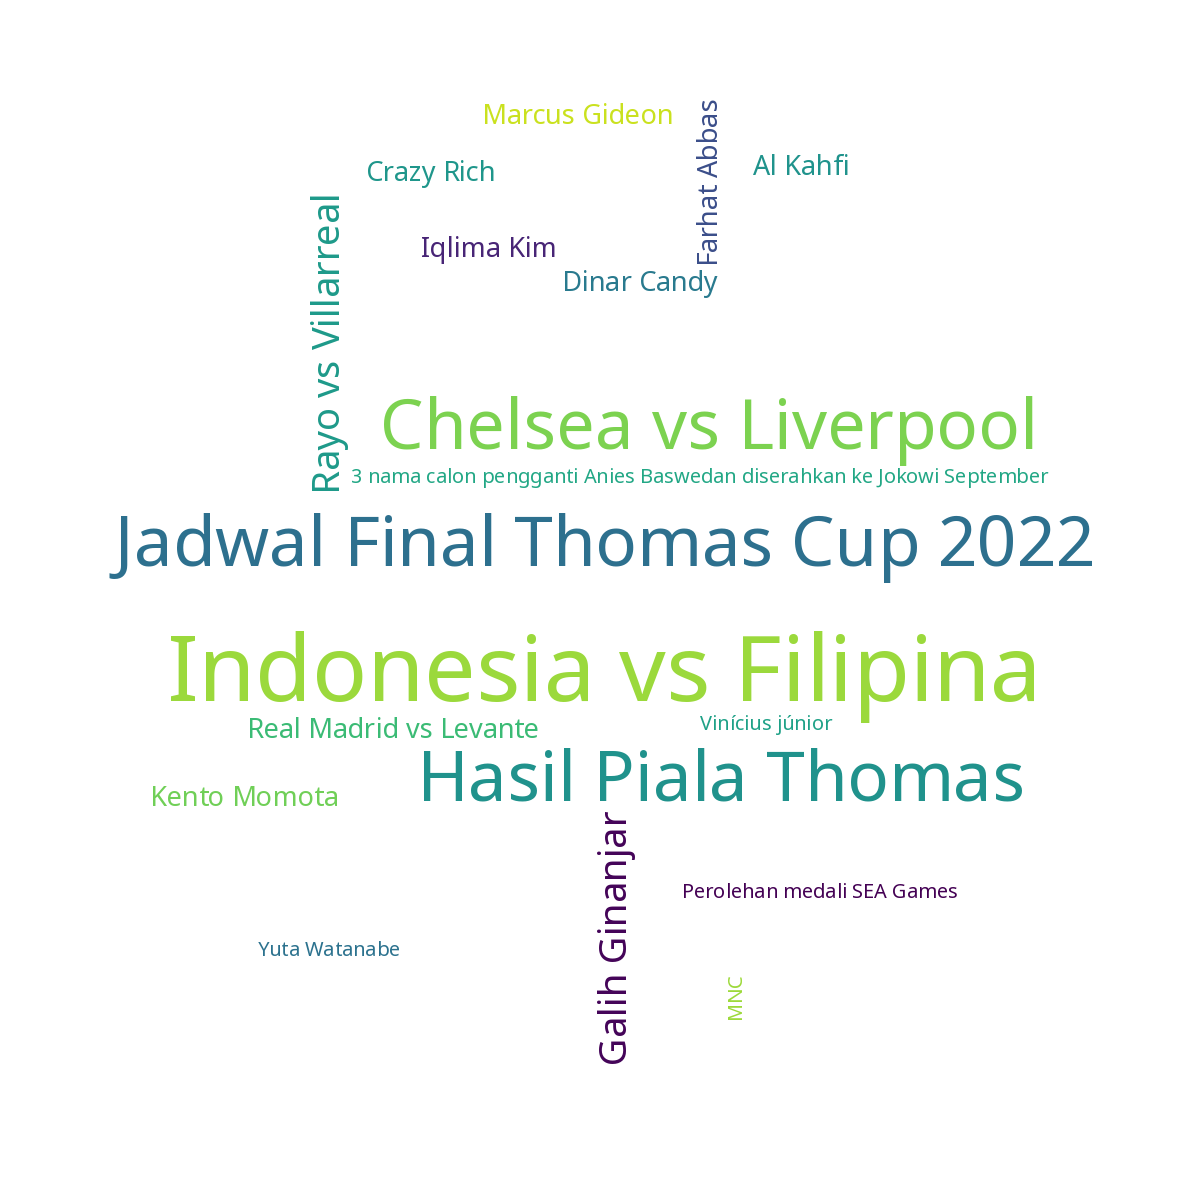 Marcus Gideon
Farhat Abbas
Al Kahfi
Crazy Rich
Rayo vs Villarreal
Iqlima Kim
Dinar Candy
Chelsea vs Liverpool
3 nama calon pengganti Anies Baswedan diserahkan ke Jokowi September
Jadwal Final Thomas Cup 2022
Indonesia vs Filipina
Real Madrid vs Levante
Vinícius júnior
Hasil Piala Thomas
Kento Momota
Galih Ginanjar
Perolehan medali SEA Games
Yuta Watanabe
MNC